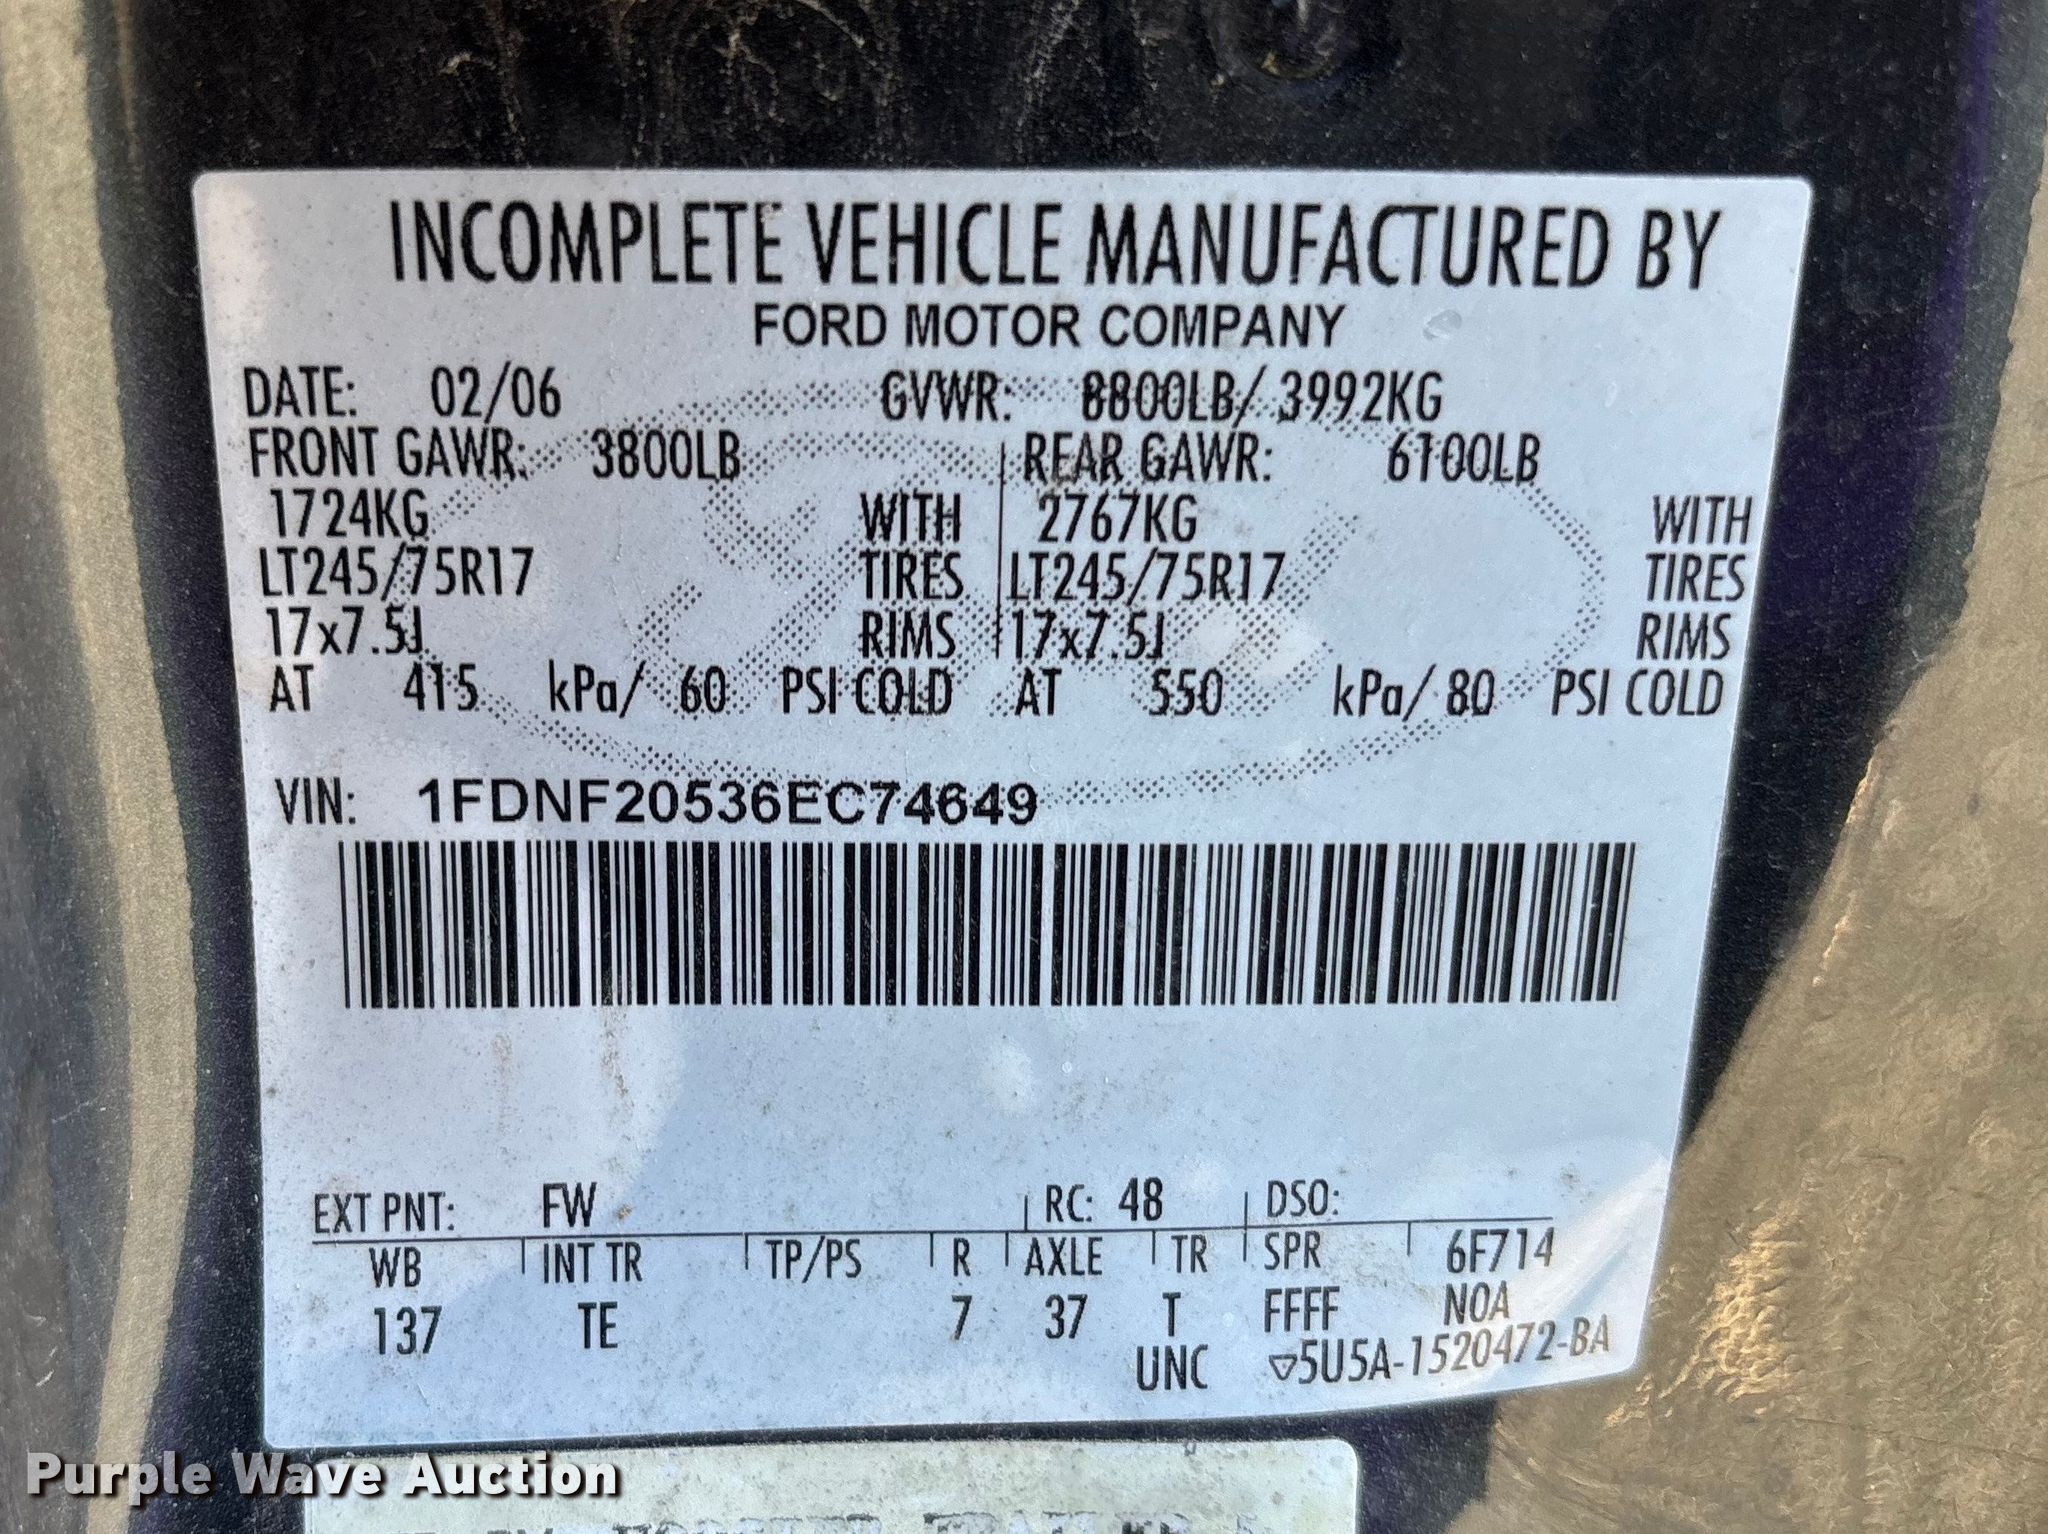 INCOMPLETE VEHICLE MANUFACTURED BY
FORD MOTOR COMPANY
DATE: 02/06 GVWR: 8800LB/ 3992KG
FRONT GAWR: 3800LB REAR GAWR: 6100LB
1724KG WITH 2767KG WITH
LT245/75R17 TIRES LT245/75R17 TIRES
17x7.5J RIMS 17x7.5J RIMS
AT 415 kPa/ 60 PSI COLD AT 550 kPa/ 80 PSI COLD
VIN: 1FDNF20536EC74649
EXT PNT: FW RC: 48 DSO:
WB INT TR TP/PS R AXLE TR SPR 6F714
137 TE 7 37 T FFFF NOA
UNC ▽5U5A-1520472-BA
Purple Wave Auction